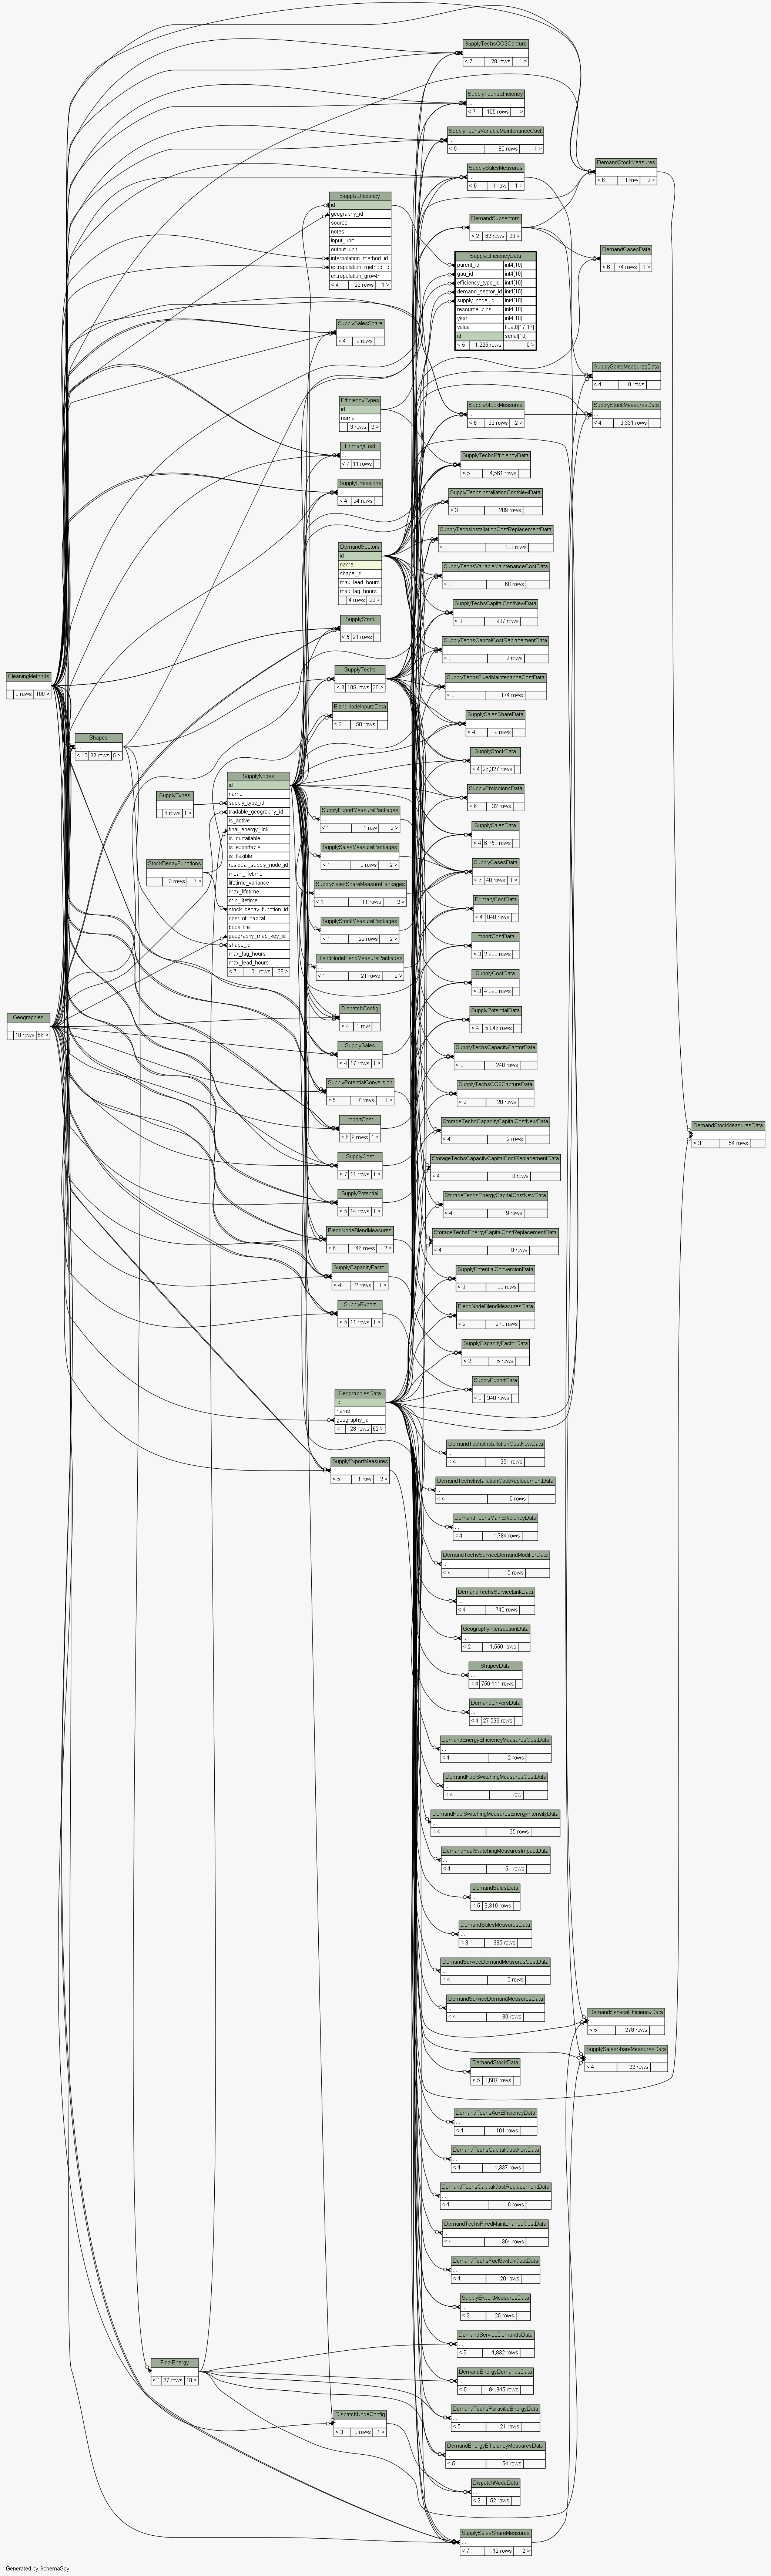 SupplyTechsCO2Capture
...
< 7 28 rows 1 >
SupplyTechsEfficiency
...
< 7 105 rows 1 >
SupplyTechsVariableMaintenanceCost
...
< 8 80 rows 1 >
DemandStockMeasures
...
< 6 1 row 2 >
SupplySalesMeasures
...
< 6 1 row 1 >
SupplyEfficiency
id
geography_id
source
notes
input_unit
output_unit
interpolation_method_id
extrapolation_method_id
extrapolation_growth
< 4 29 rows 1 >
DemandSubsectors
...
< 2 82 rows 23 >
DemandCasesData
...
< 6 74 rows 1 >
SupplyEfficiencyData
parent_id int4[10]
gau_id int4[10]
efficiency_type_id int4[10]
demand_sector_id int4[10]
supply_node_id int4[10]
resource_bins int4[10]
year int4[10]
value float8[17,17]
id serial[10]
< 5 1,225 rows 0 >
SupplySalesShare
...
< 4 9 rows
SupplySalesMeasuresData
...
< 4 0 rows
EfficiencyTypes
id
name
3 rows 2 >
SupplyStockMeasures
...
< 6 33 rows 2 >
SupplyStockMeasuresData
...
< 4 9,331 rows
PrimaryCost
...
< 7 11 rows
SupplyTechsEfficiencyData
...
< 5 4,561 rows
SupplyEmissions
...
< 4 24 rows
SupplyTechsInstallationCostNewData
...
< 3 209 rows
SupplyTechsInstallationCostReplacementData
...
< 3 180 rows
DemandSectors
id
name
shape_id
max_lead_hours
max_lag_hours
4 rows 22 >
SupplyTechsVariableMaintenanceCostData
...
< 3 68 rows
SupplyTechsCapitalCostNewData
...
< 3 937 rows
SupplyStock
...
< 5 21 rows
SupplyTechsCapitalCostReplacementData
...
< 3 2 rows
CleaningMethods
...
8 rows 108 >
SupplyTechs
...
< 3 105 rows 30 >
SupplyTechsFixedMaintenanceCostData
...
< 3 174 rows
BlendNodeInputsData
...
< 2 50 rows
SupplySalesShareData
...
< 4 9 rows
Shapes
...
< 10 32 rows 5 >
SupplyStockData
...
< 4 26,327 rows
SupplyNodes
id
name
supply_type_id
tradable_geography_id
is_active
final_energy_link
is_curtailable
is_exportable
is_flexible
residual_supply_node_id
mean_lifetime
lifetime_variance
max_lifetime
min_lifetime
stock_decay_function_id
cost_of_capital
book_life
geography_map_key_id
shape_id
max_lag_hours
max_lead_hours
< 7 101 rows 38 >
SupplyTypes
...
6 rows 1 >
StockDecayFunctions
...
3 rows 7 >
SupplyEmissionsData
...
< 6 32 rows
SupplyExportMeasurePackages
...
< 1 1 row 2 >
SupplySalesData
...
< 4 6,750 rows
SupplySalesMeasurePackages
...
< 1 0 rows 2 >
SupplyCasesData
...
< 6 48 rows 1 >
SupplySalesShareMeasurePackages
...
< 1 11 rows 2 >
PrimaryCostData
...
< 4 848 rows
SupplyStockMeasurePackages
...
< 1 22 rows 2 >
ImportCostData
...
< 3 2,900 rows
BlendNodeBlendMeasurePackages
...
< 1 21 rows 2 >
SupplyCostData
...
< 3 4,093 rows
Geographies
...
10 rows 56 >
DispatchConfig
...
< 4 1 row
SupplyPotentialData
...
< 4 5,846 rows
SupplySales
...
< 4 17 rows 1 >
SupplyTechsCapacityFactorData
...
< 3 240 rows
SupplyPotentialConversion
...
< 5 7 rows 1 >
SupplyTechsCO2CaptureData
...
< 2 28 rows
ImportCost
...
< 6 9 rows 1 >
StorageTechsCapacityCapitalCostNewData
...
< 4 2 rows
DemandStockMeasuresData
...
< 3 54 rows
SupplyCost
...
< 7 11 rows 1 >
StorageTechsCapacityCapitalCostReplacementData
...
< 4 0 rows
SupplyPotential
...
< 5 14 rows 1 >
StorageTechsEnergyCapitalCostNewData
...
< 4 9 rows
BlendNodeBlendMeasures
...
< 6 46 rows 2 >
StorageTechsEnergyCapitalCostReplacementData
...
< 4 0 rows
SupplyCapacityFactor
...
< 4 2 rows 1 >
SupplyPotentialConversionData
...
< 3 33 rows
SupplyExport
...
< 5 11 rows 1 >
BlendNodeBlendMeasuresData
...
< 2 278 rows
SupplyCapacityFactorData
...
< 2 5 rows
SupplyExportData
...
< 3 340 rows
GeographiesData
id
name
geography_id
< 1 128 rows 62 >
DemandTechsInstallationCostNewData
...
< 4 251 rows
SupplyExportMeasures
...
< 5 1 row 2 >
DemandTechsInstallationCostReplacementData
...
< 4 0 rows
DemandTechsMainEfficiencyData
...
< 4 1,784 rows
DemandTechsServiceDemandModifierData
...
< 4 5 rows
DemandTechsServiceLinkData
...
< 4 740 rows
GeographyIntersectionData
...
< 2 1,550 rows
ShapesData
...
< 4 756,111 rows
DemandDriversData
...
< 4 27,596 rows
DemandEnergyEfficiencyMeasuresCostData
...
< 4 2 rows
DemandFuelSwitchingMeasuresCostData
...
< 4 1 row
DemandFuelSwitchingMeasuresEnergyIntensityData
...
< 4 25 rows
DemandFuelSwitchingMeasuresImpactData
...
< 4 51 rows
DemandSalesData
...
< 5 3,319 rows
DemandSalesMeasuresData
...
< 3 335 rows
DemandServiceDemandMeasuresCostData
...
< 4 0 rows
DemandServiceDemandMeasuresData
...
< 4 30 rows
DemandServiceEfficiencyData
...
< 5 278 rows
SupplySalesShareMeasuresData
...
< 4 22 rows
DemandStockData
...
< 5 1,687 rows
DemandTechsAuxEfficiencyData
...
< 4 101 rows
DemandTechsCapitalCostNewData
...
< 4 1,337 rows
DemandTechsCapitalCostReplacementData
...
< 4 0 rows
DemandTechsFixedMaintenanceCostData
...
< 4 364 rows
DemandTechsFuelSwitchCostData
...
< 4 20 rows
SupplyExportMeasuresData
...
< 3 26 rows
DemandServiceDemandsData
...
< 6 4,832 rows
FinalEnergy
...
< 1 27 rows 10 >
DemandEnergyDemandsData
...
< 5 94,945 rows
DemandTechsParasiticEnergyData
...
< 5 21 rows
DispatchNodeConfig
...
< 3 3 rows 1 >
DemandEnergyEfficiencyMeasuresData
...
< 5 54 rows
DispatchNodeData
...
< 2 52 rows
SupplySalesShareMeasures
...
< 7 12 rows 2 >
Generated by SchemaSpy